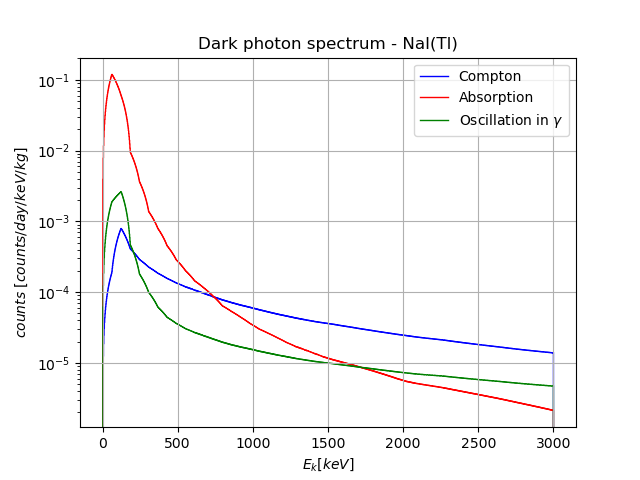 Dark photon spectrum - NaI(Tl)
Compton
Absorption
Oscillation in γ
10⁻¹
10⁻²
10⁻³
10⁻⁴
10⁻⁵
counts [counts/day/keV/kg]
0 500 1000 1500 2000 2500 3000
E_k[keV]